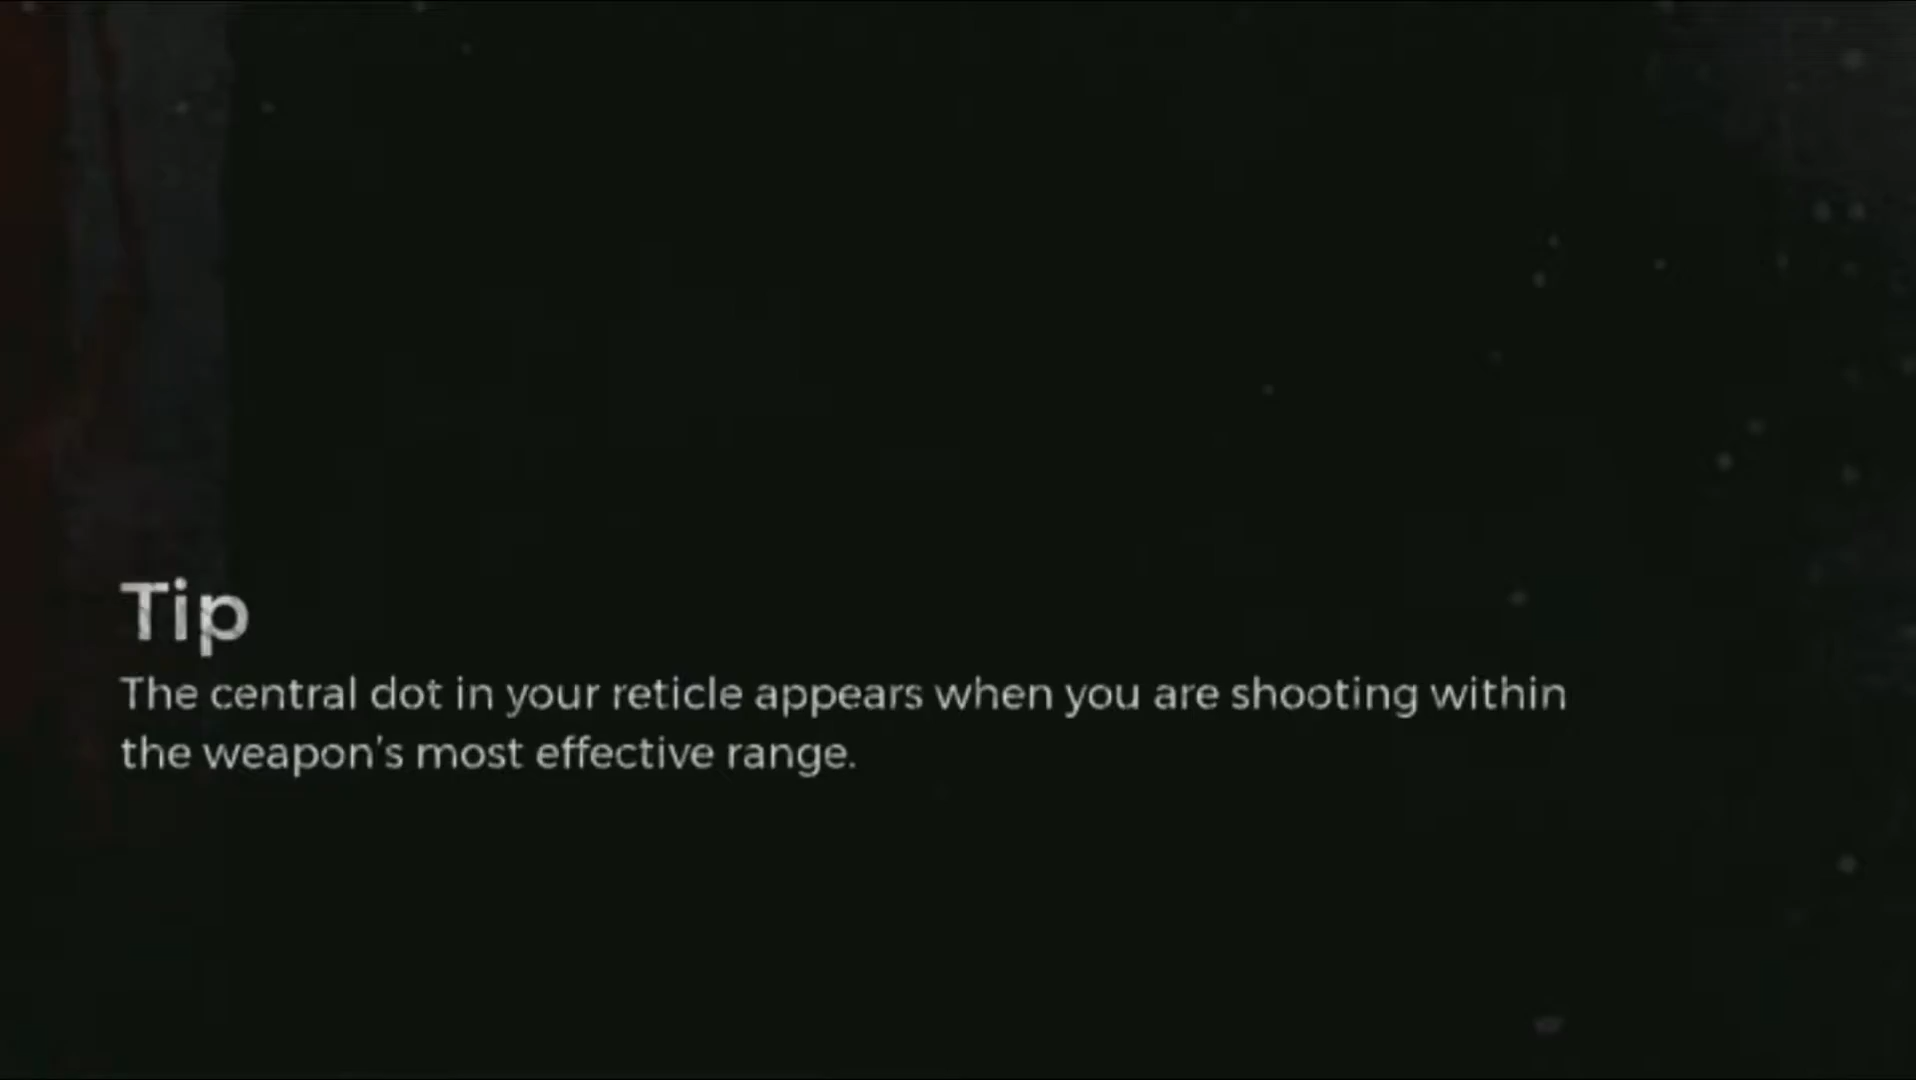 Tip
The central dot in your reticle appears when you are shooting within
the weapon's most effective range.